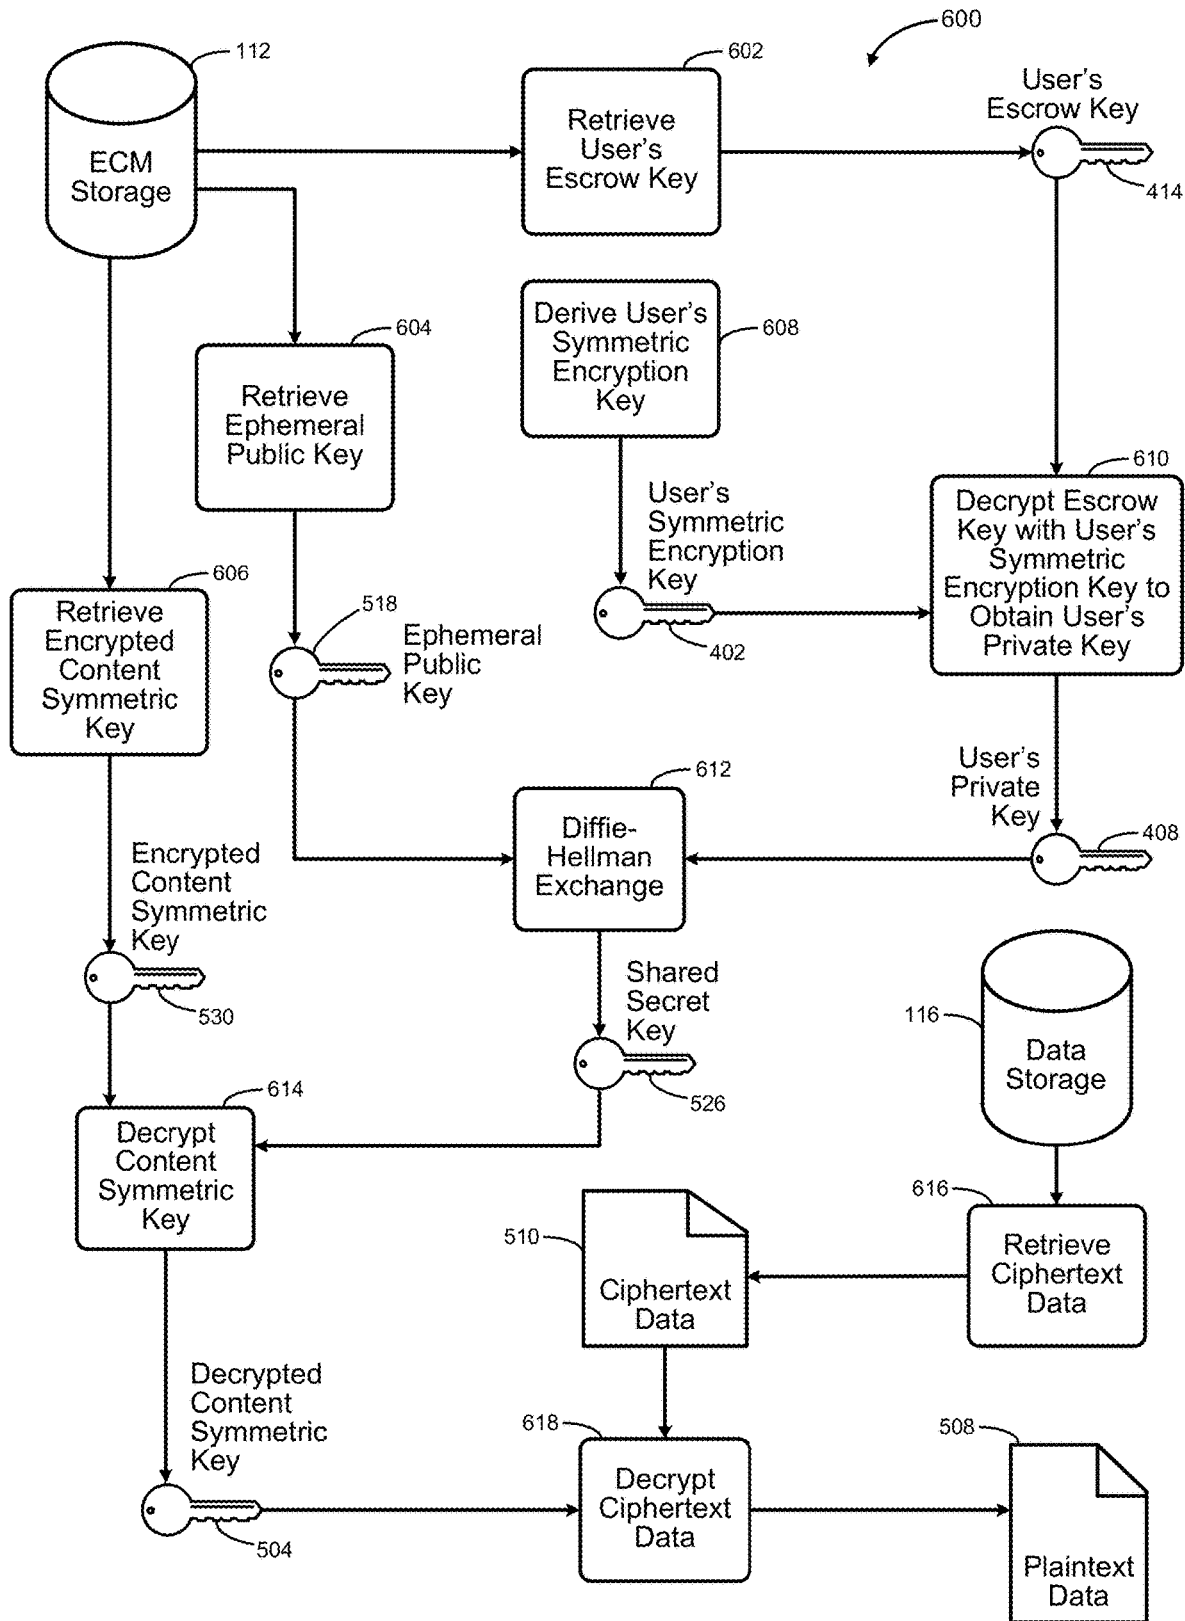 600
112
602
User's
Escrow Key
Retrieve
User's
Escrow Key
ECM
Storage
414
Derive User's
Symmetric
Encryption
Key
608
604
Retrieve
Ephemeral
Public Key
610
User's
Symmetric
Encryption
Key
Decrypt Escrow
Key with User's
Symmetric
Encryption Key to
Obtain User's
Private Key
606
Retrieve
Encrypted
Content
Symmetric
Key
518
Ephemeral
Public
Key
402
612
User's
Private
Key
Diffie-
Hellman
Exchange
408
Encrypted
Content
Symmetric
Key
530
Shared
Secret
Key
116
Data
Storage
526
614
Decrypt
Content
Symmetric
Key
616
510
Retrieve
Ciphertext
Data
Ciphertext
Data
Decrypted
Content
Symmetric
Key
618
508
Decrypt
Ciphertext
Data
504
Plaintext
Data